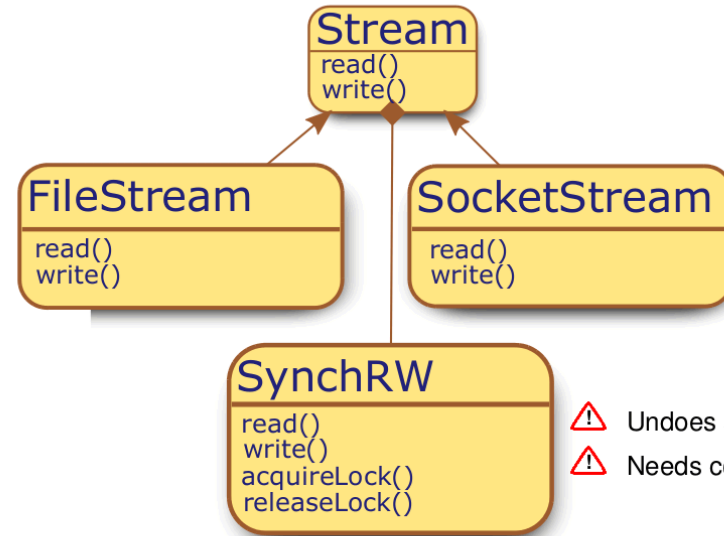 Stream
read()
write()
FileStream
read()
write()
SocketStream
read()
write()
SynchRW
read()
write()
acquireLock()
releaseLock()
Undoes
Needs